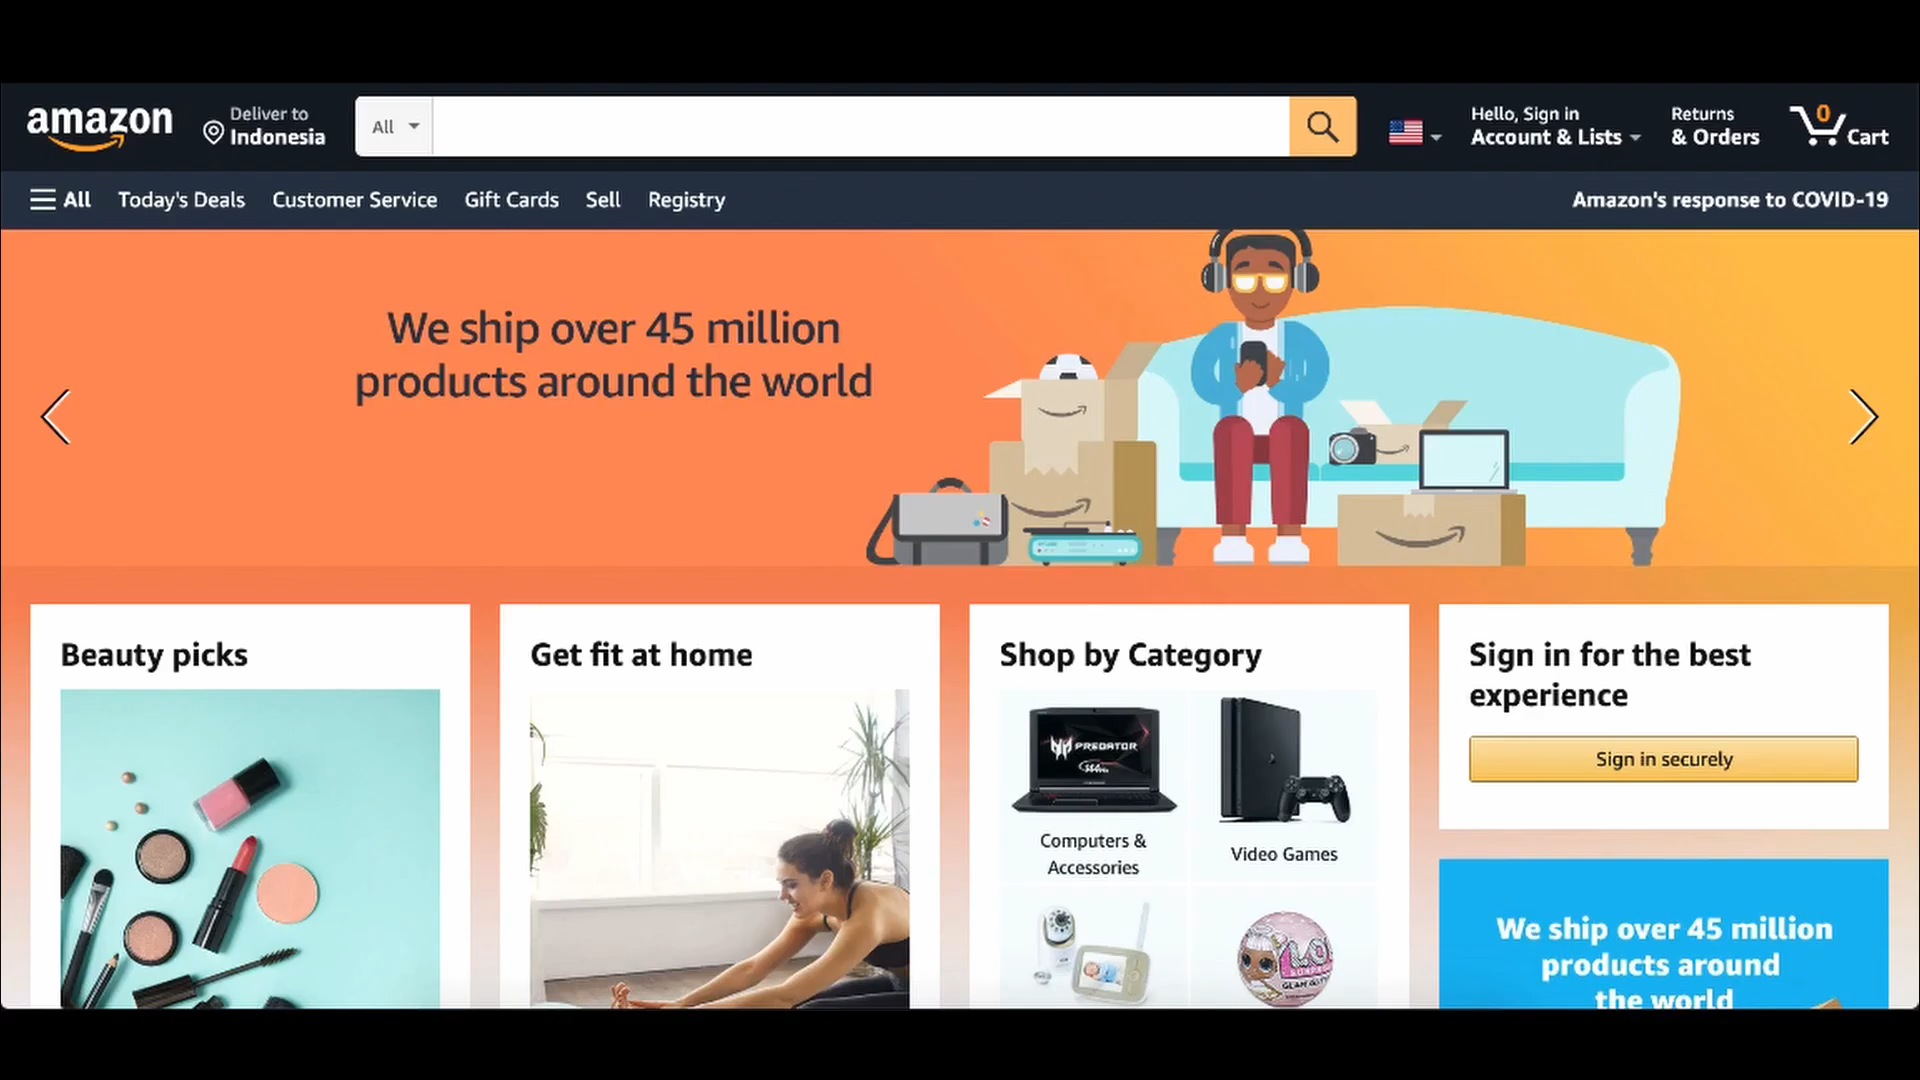 amazon
Deliver to
Indonesia
All
Hello, Sign in
Account & Lists
Returns
& Orders
0
Cart
All
Today's Deals
Customer Service
Gift Cards
Sell
Registry
Amazon's response to COVID-19
We ship over 45 million
products around the world
Beauty picks
Get fit at home
Shop by Category
PREDATOR
Computers &
Accessories
Video Games
L.O.L
SURPRISE
Sign in for the best
experience
Sign in securely
We ship over 45 million
products around
the world